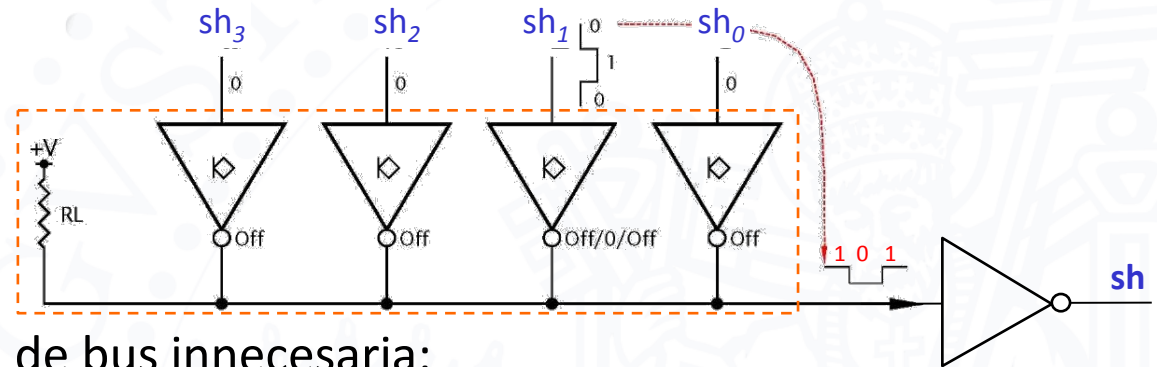 sh3 sh2 sh1 sh0
0
1
0 0 0 0
+V
RL
Off Off Off/0/Off Off
1 0 1
sh
de bus innecesaria: